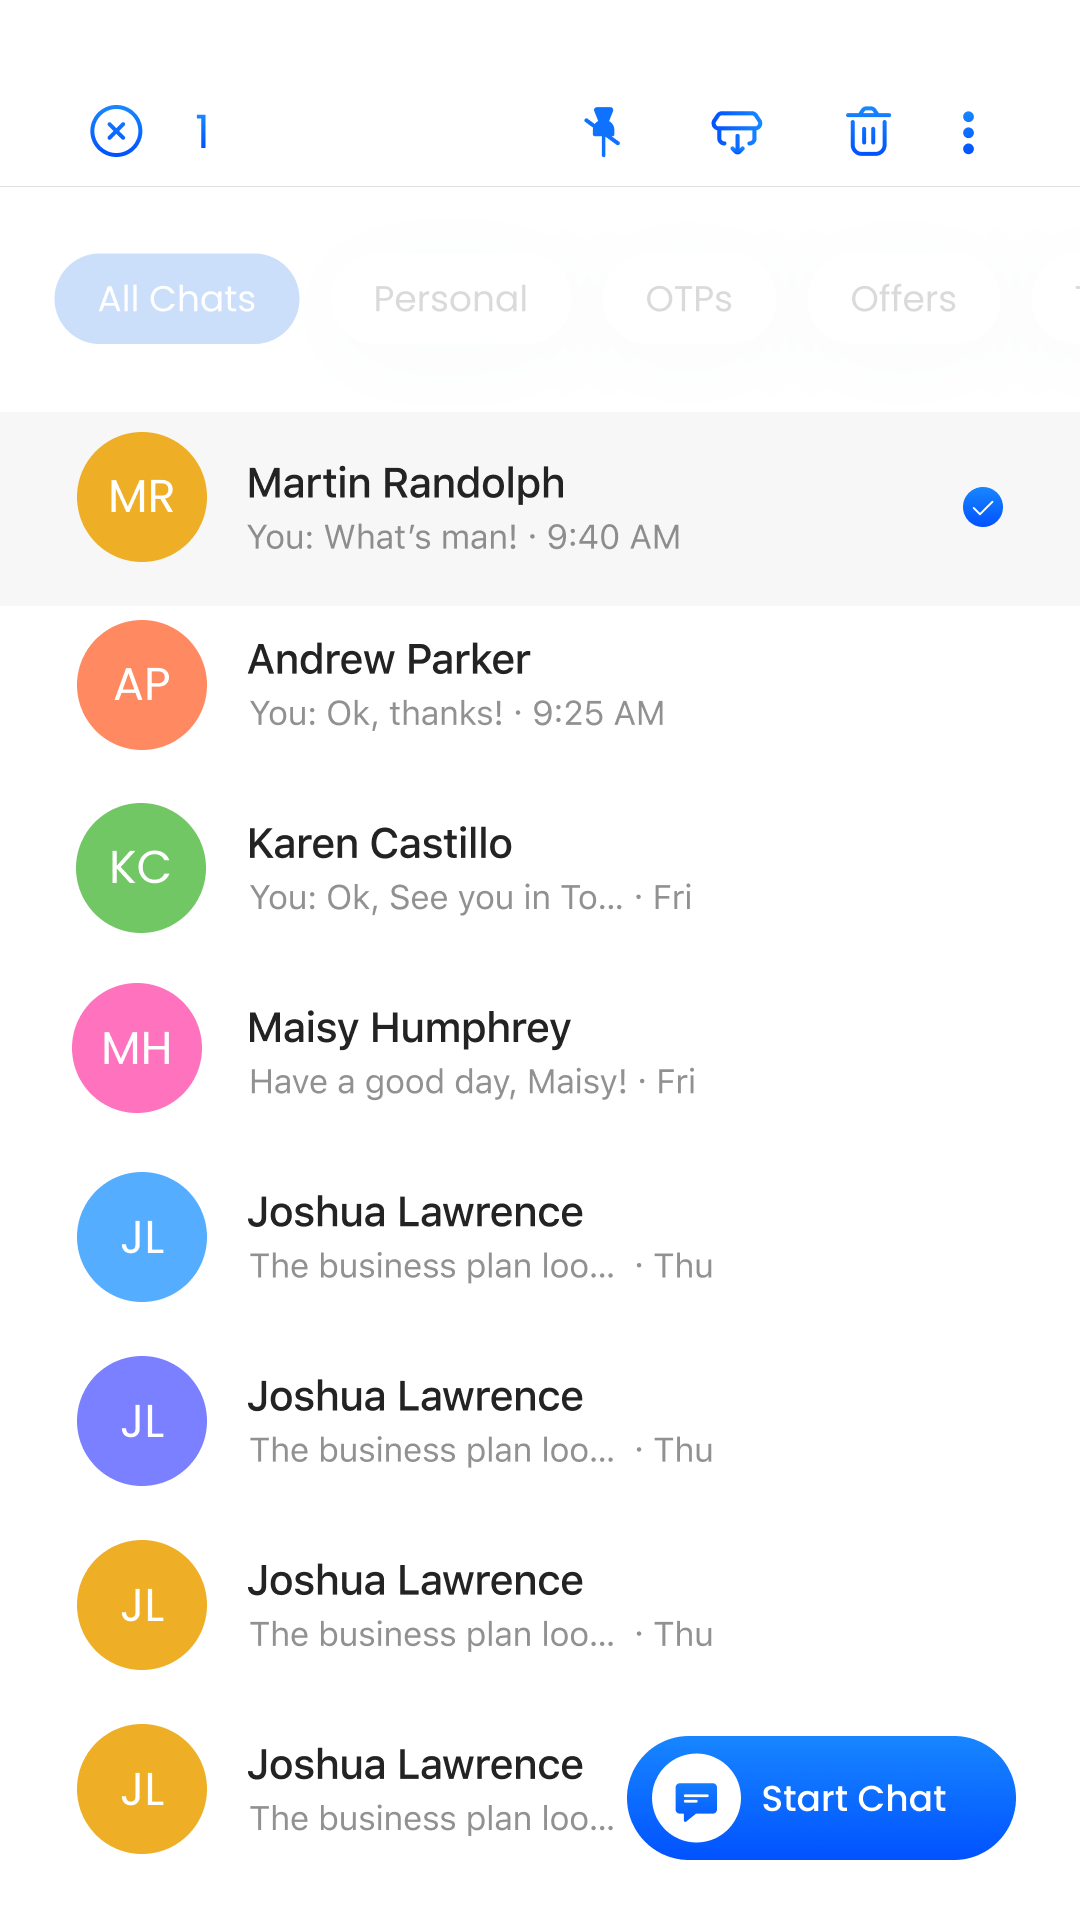 1
All Chats Personal OTPs Offers
MR
Martin Randolph
You: What’s man! · 9:40 AM
AP
Andrew Parker
You: Ok, thanks! · 9:25 AM
KC
Karen Castillo
You: Ok, See you in To... · Fri
MH
Maisy Humphrey
Have a good day, Maisy! · Fri
JL
Joshua Lawrence
The business plan loo... · Thu
JL
Joshua Lawrence
The business plan loo... · Thu
JL
Joshua Lawrence
The business plan loo... · Thu
JL
Joshua Lawrence
The business plan loo...
Start Chat